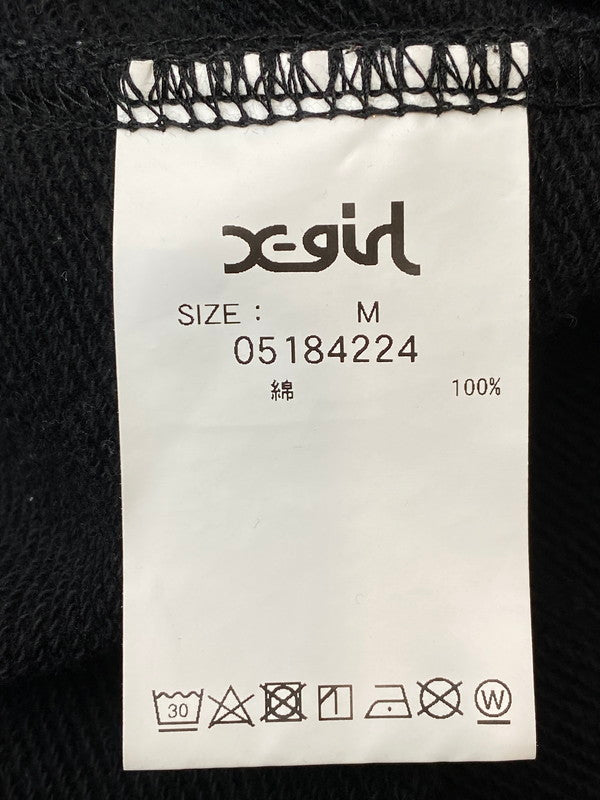 X-girl
SIZE : M
05184224
綿 100%
30 W